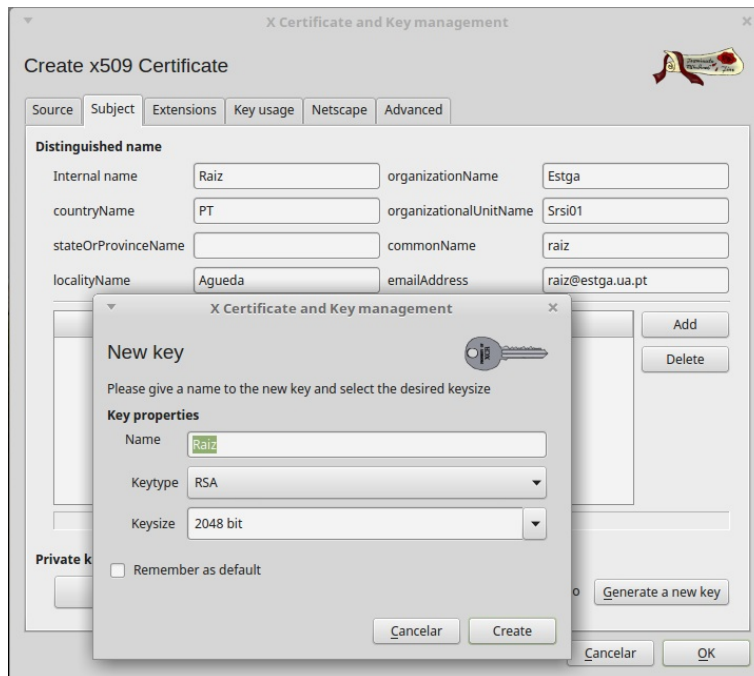 X Certificate and Key management
Create x509 Certificate
Source Subject Extensions Key usage Netscape Advanced
Distinguished name
Internal name Raiz organizationName Estga
countryName PT organizationalUnitName Srsi01
stateOrProvinceName commonName raiz
localityName Agueda emailAddress raiz@estga.ua.pt
X Certificate and Key management
Add
New key
Delete
Please give a name to the new key and select the desired keysize
Key properties
Name Raiz
Keytype RSA
Keysize 2048 bit
Private k
Remember as default
o Generate a new key
Cancelar Create
Cancelar OK